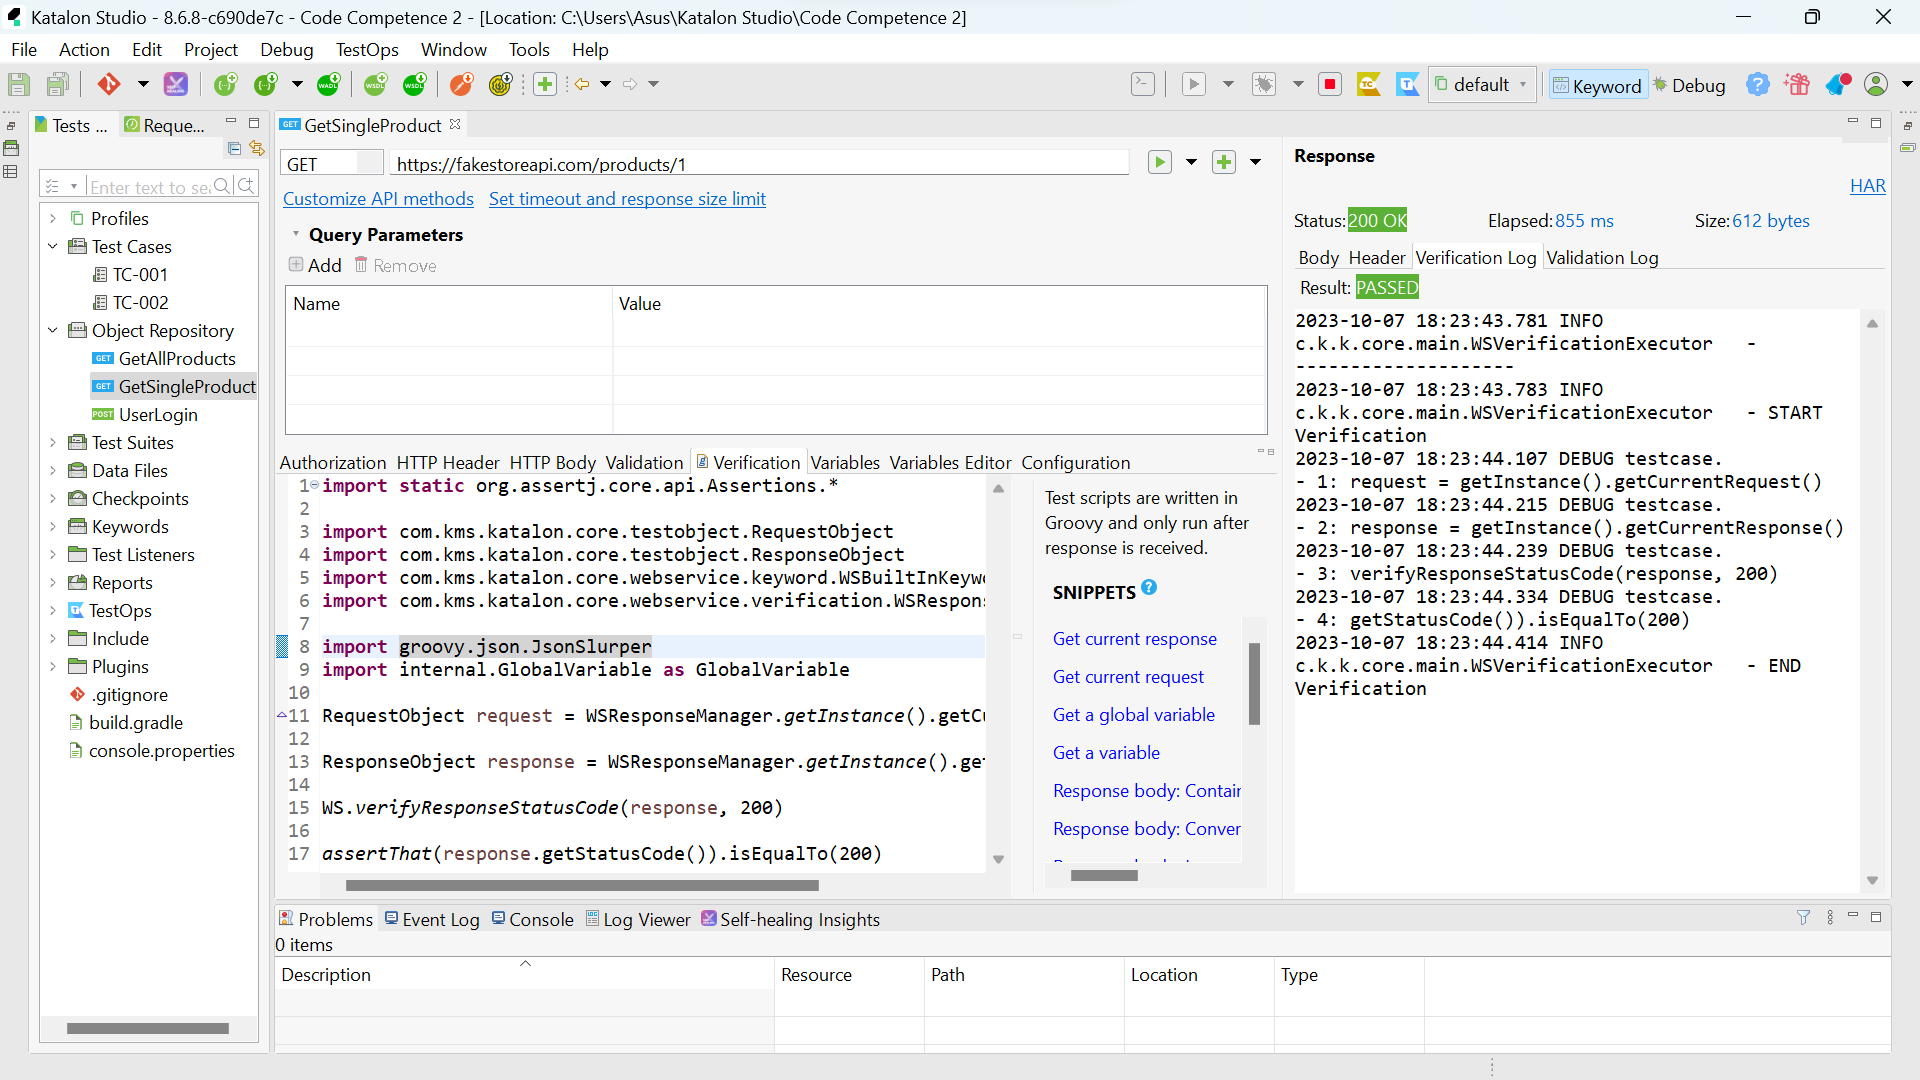 Katalon Studio - 8.6.8-c690de7c - Code Competence 2 - [Location: C:\Users\Asus\Katalon Studio\Code Competence 2]
File Action Edit Project Debug TestOps Window Tools Help
default Keyword Debug
Tests ... Reque...
Enter text to sea
Profiles
Test Cases
TC-001
TC-002
Object Repository
GET GetAllProducts
GET GetSingleProduct
POST UserLogin
Test Suites
Data Files
Checkpoints
Keywords
Test Listeners
Reports
TestOps
Include
Plugins
.gitignore
build.gradle
console.properties
GET GetSingleProduct
GET https://fakestoreapi.com/products/1
Customize API methods Set timeout and response size limit
Query Parameters
Add Remove
Name Value
Authorization HTTP Header HTTP Body Validation Verification Variables Variables Editor Configuration
1 import static org.assertj.core.api.Assertions.*
2
3 import com.kms.katalon.core.testobject.RequestObject
4 import com.kms.katalon.core.testobject.ResponseObject
5 import com.kms.katalon.core.webservice.keyword.WSBuiltInKeyw
6 import com.kms.katalon.core.webservice.verification.WSRespon
7
8 import groovy.json.JsonSlurper
9 import internal.GlobalVariable as GlobalVariable
10
11 RequestObject request = WSResponseManager.getInstance().getCu
12
13 ResponseObject response = WSResponseManager.getInstance().get
14
15 WS.verifyResponseStatusCode(response, 200)
16
17 assertThat(response.getStatusCode()).isEqualTo(200)
Test scripts are written in
Groovy and only run after
response is received.
SNIPPETS
Get current response
Get current request
Get a global variable
Get a variable
Response body: Contain
Response body: Conver
Response
HAR
Status: 200 OK Elapsed: 855 ms Size: 612 bytes
Body Header Verification Log Validation Log
Result: PASSED
2023-10-07 18:23:43.781 INFO
c.k.k.core.main.WSVerificationExecutor -
--------------------
2023-10-07 18:23:43.783 INFO
c.k.k.core.main.WSVerificationExecutor - START
Verification
2023-10-07 18:23:44.107 DEBUG testcase.
- 1: request = getInstance().getCurrentRequest()
2023-10-07 18:23:44.215 DEBUG testcase.
- 2: response = getInstance().getCurrentResponse()
2023-10-07 18:23:44.239 DEBUG testcase.
- 3: verifyResponseStatusCode(response, 200)
2023-10-07 18:23:44.334 DEBUG testcase.
- 4: getStatusCode()).isEqualTo(200)
2023-10-07 18:23:44.414 INFO
c.k.k.core.main.WSVerificationExecutor - END
Verification
Problems Event Log Console Log Viewer Self-healing Insights
0 items
Description Resource Path Location Type